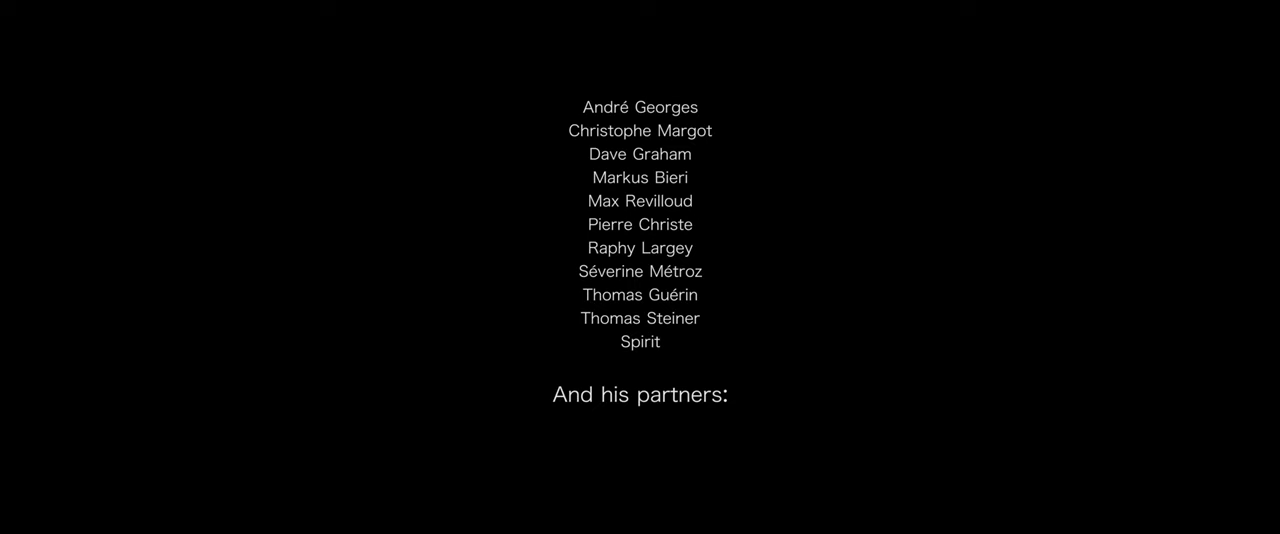 André Georges
Christophe Margot
Dave Graham
Markus Bieri
Max Revilloud
Pierre Christe
Raphy Largey
Séverine Métroz
Thomas Guérin
Thomas Steiner
Spirit
And his partners: